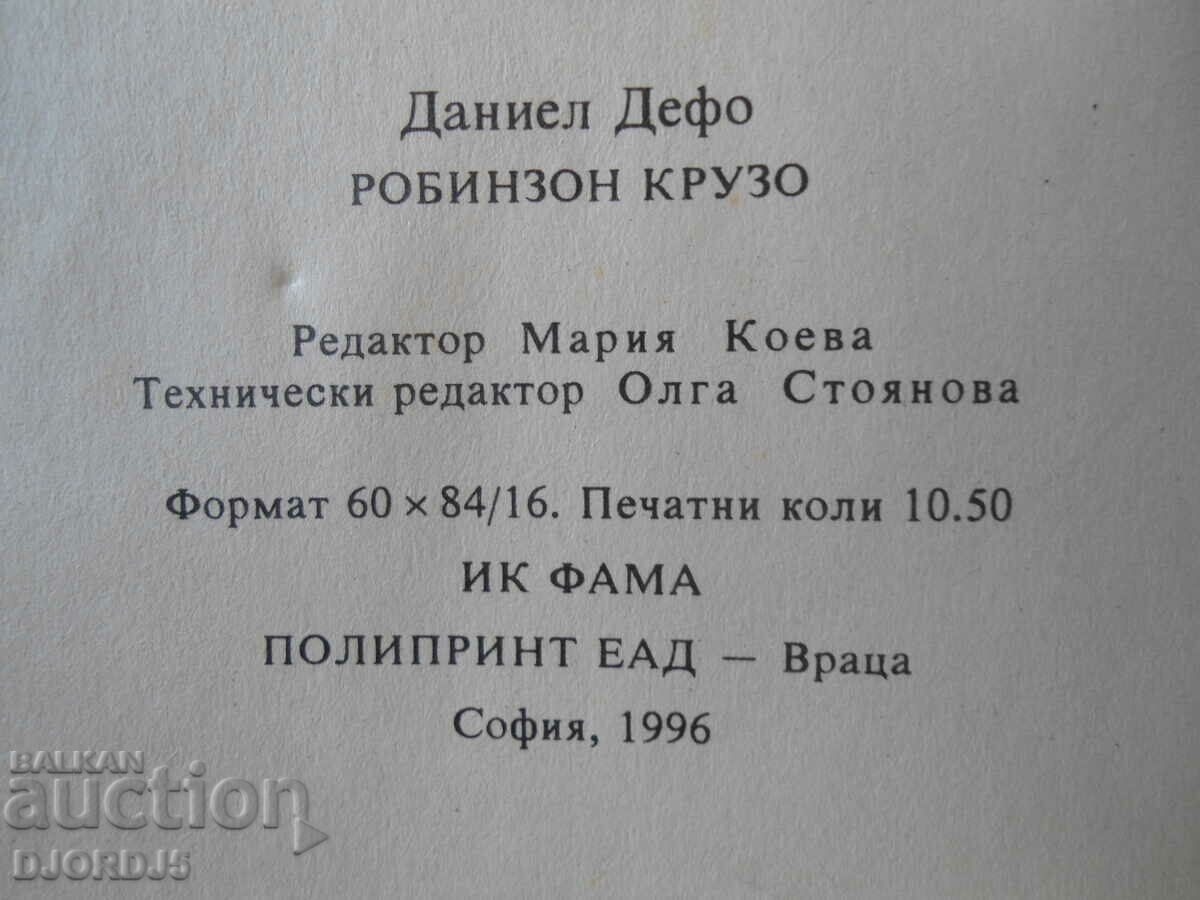 Даниел Дефо
РОБИНЗОН КРУЗО
Редактор Мария Коева
Технически редактор Олга Стоянова
Формат 60 × 84/16. Печатни коли 10.50
ИК ФАМА
ПОЛИПРИНТ ЕАД — Враца
София, 1996
BALKAN
auction
DJORDJ5